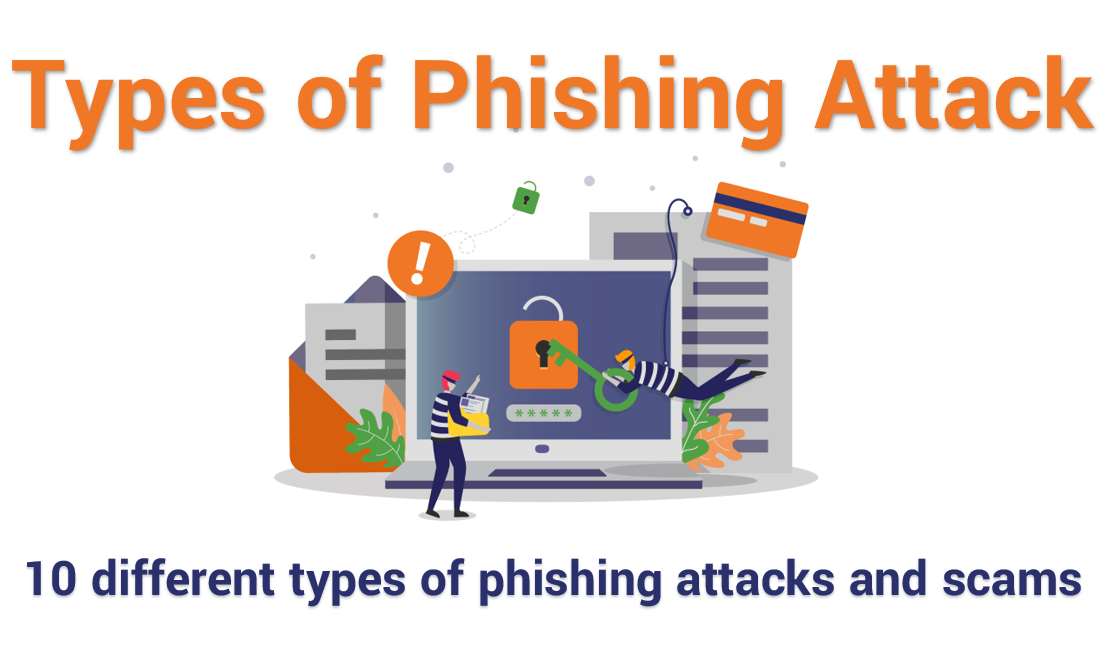 Types of Phishing Attack
!
*****
10 different types of phishing attacks and scams